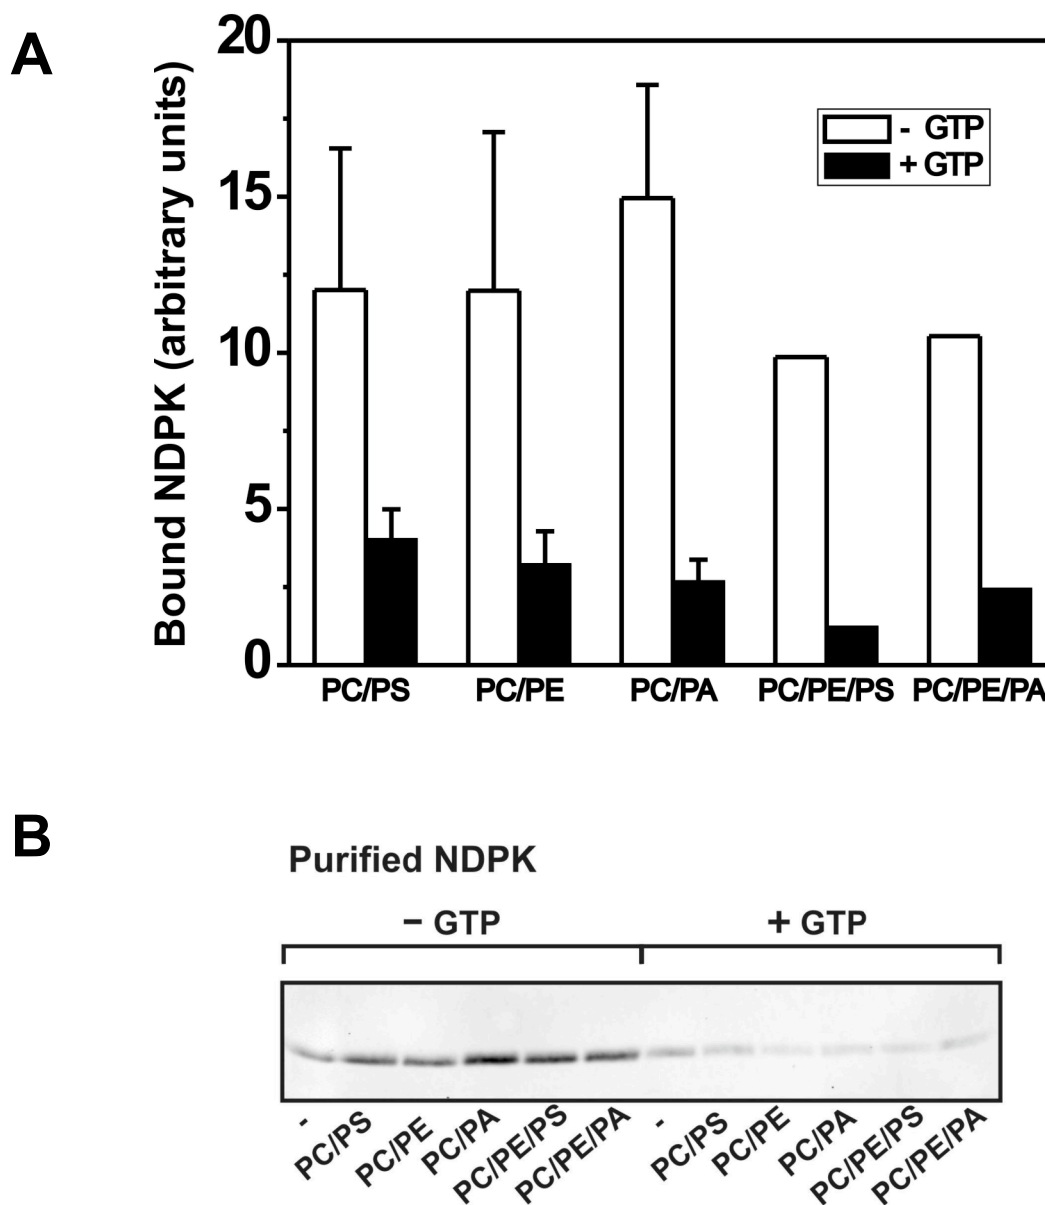 A
Bound NDPK (arbitrary units)
20
15
10
5
0
- GTP
+ GTP
PC/PS PC/PE PC/PA PC/PE/PS PC/PE/PA
B
Purified NDPK
− GTP + GTP
- PC/PS PC/PE PC/PA PC/PE/PS PC/PE/PA - PC/PS PC/PE PC/PA PC/PE/PS PC/PE/PA